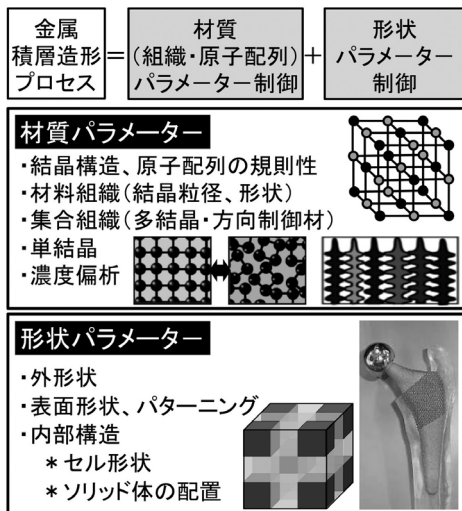 金属
積層造形
プロセス
=
材質
(組織・原子配列)
パラメーター制御
+
形状
パラメーター
制御
材質パラメーター
・結晶構造、原子配列の規則性
・材料組織(結晶粒径、形状)
・集合組織(多結晶・方向制御材)
・単結晶
・濃度偏析
形状パラメーター
・外形状
・表面形状、パターニング
・内部構造
＊セル形状
＊ソリッド体の配置